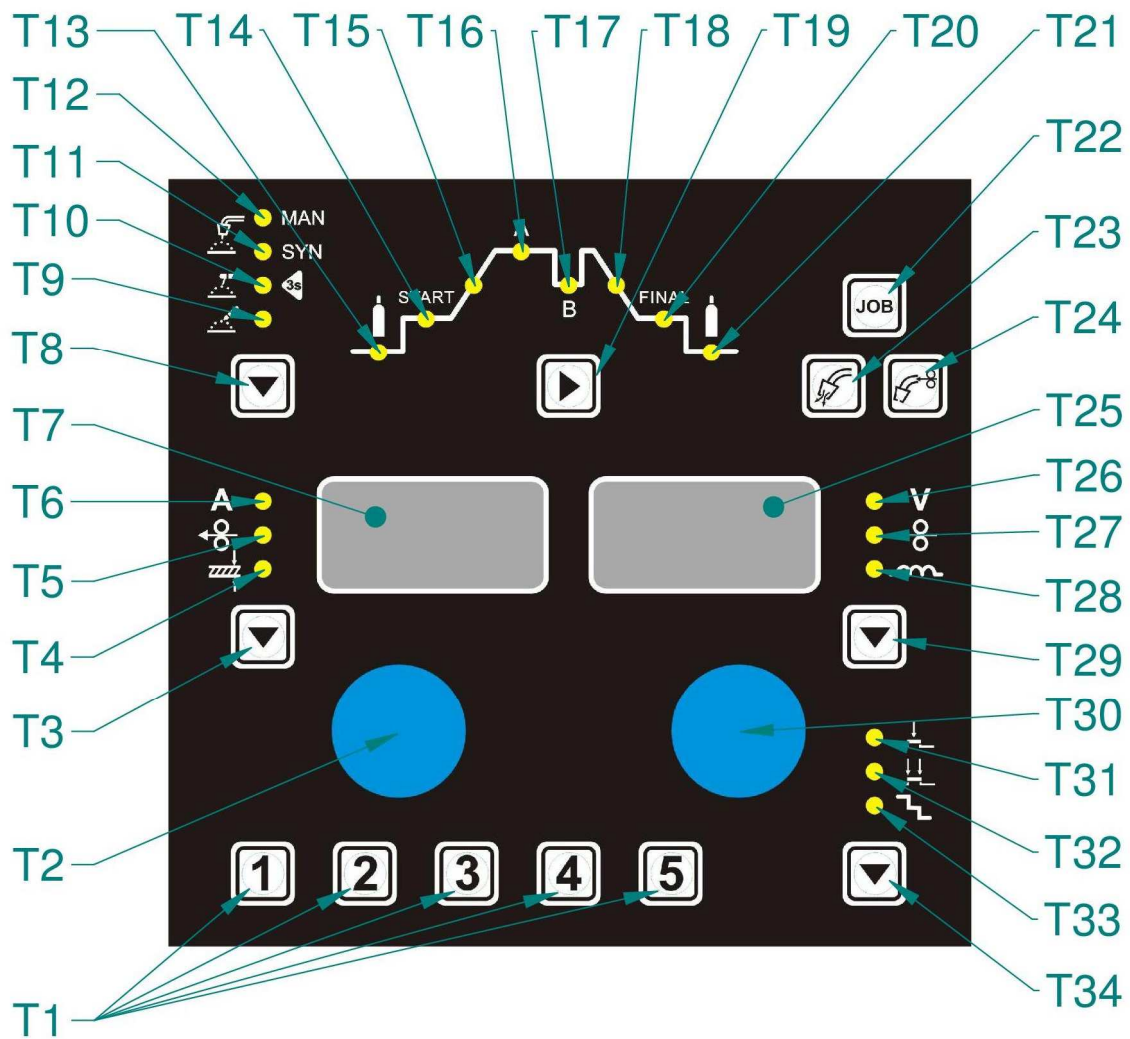 T13 T14 T15 T16 T17 T18 T19 T20 T21
T12
T22
T11
MAN
T10
SYN
T23
3s
T9
START
FINAL
B
JOB
T24
T8
T7
T25
T6
A
V
T26
T5
T27
T4
T28
T3
T29
T30
T31
T2
T32
1 2 3 4 5
T33
T34
T1